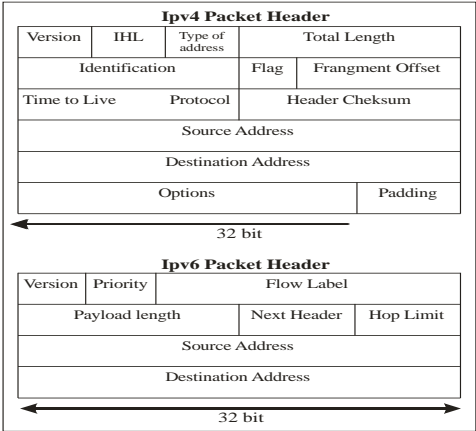 Ipv4 Packet Header
Version IHL Type of address Total Length
Identification Flag Frangment Offset
Time to Live Protocol Header Cheksum
Source Address
Destination Address
Options Padding
32 bit
Ipv6 Packet Header
Version Priority Flow Label
Payload length Next Header Hop Limit
Source Address
Destination Address
32 bit